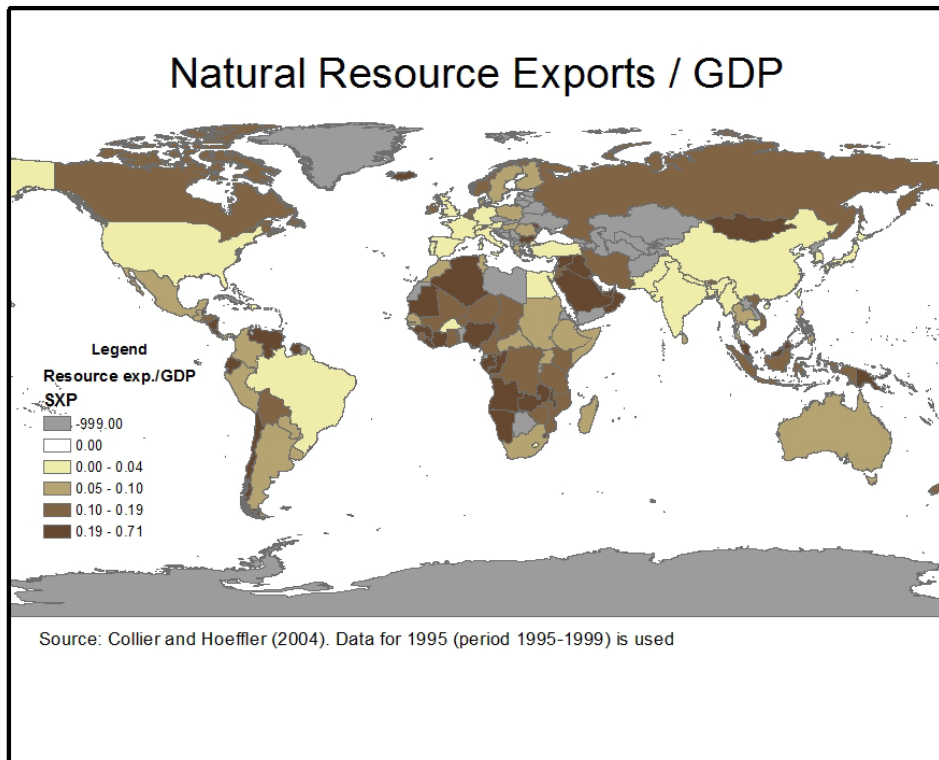 Natural Resource Exports / GDP
Legend
Resource exp./GDP
SXP
-999.00
0.00
0.00 - 0.04
0.05 - 0.10
0.10 - 0.19
0.19 - 0.71
Source: Collier and Hoeffler (2004). Data for 1995 (period 1995-1999) is used